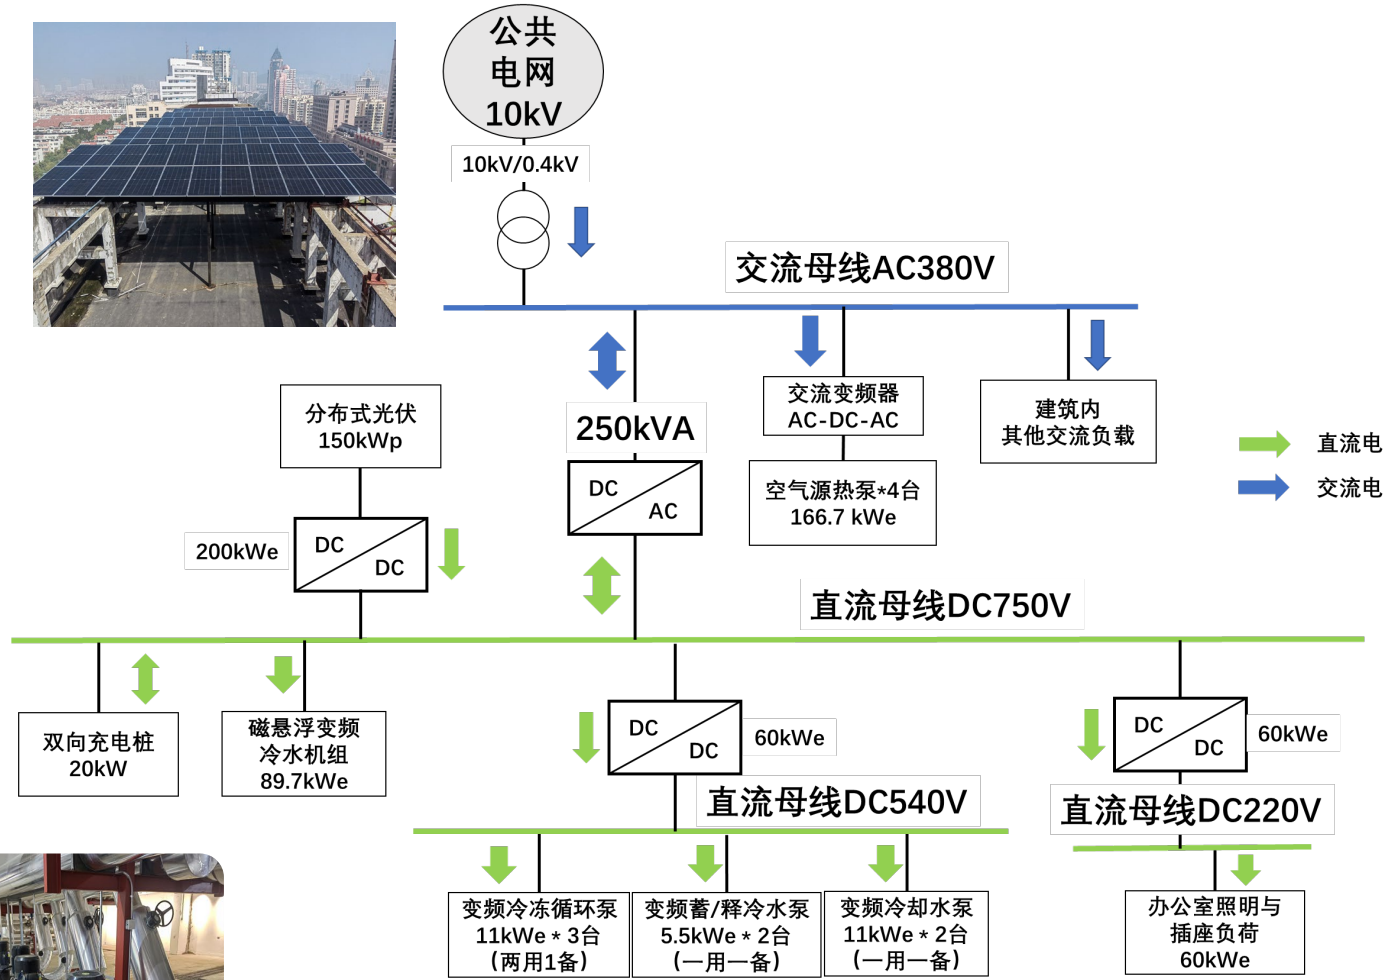 公共
电网
10kV
10kV/0.4kV
交流母线AC380V
分布式光伏
150kWp
250kVA
交流变频器
AC-DC-AC
建筑内
其他交流负载
直流电
交流电
DC
AC
空气源热泵*4台
166.7 kWe
200kWe
DC
DC
直流母线DC750V
双向充电桩
20kW
磁悬浮变频
冷水机组
89.7kWe
DC
DC
60kWe
DC
DC
60kWe
直流母线DC540V
直流母线DC220V
变频冷冻循环泵
11kWe * 3台
(两用1备)
变频蓄/释冷水泵
5.5kWe * 2台
(一用一备)
变频冷却水泵
11kWe * 2台
(一用一备)
办公室照明与
插座负荷
60kWe